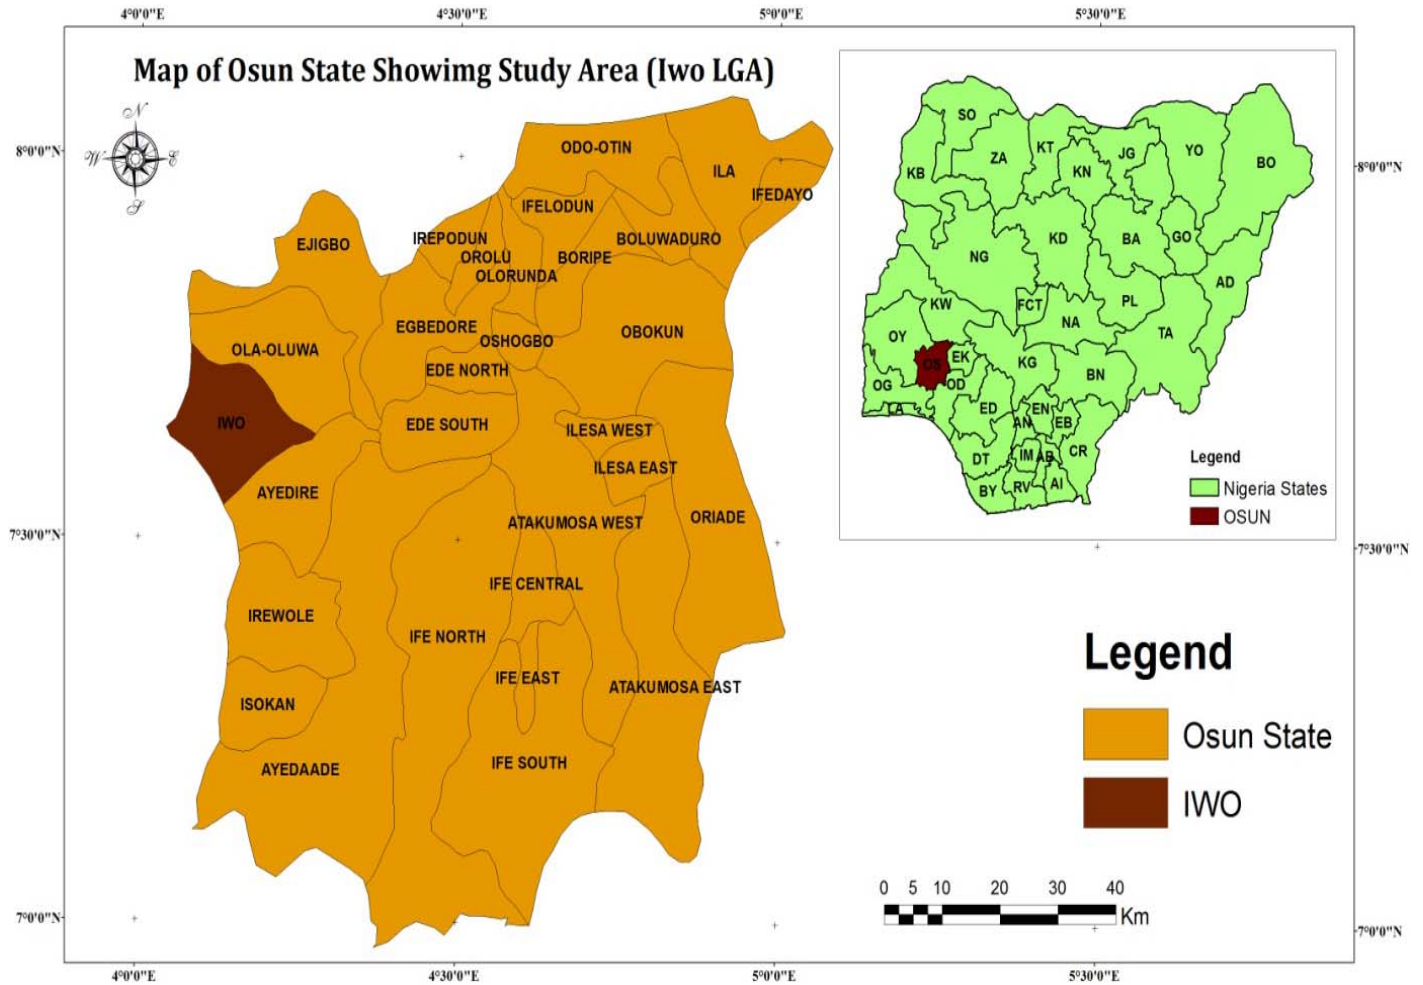 4°0'0"E 4°30'0"E 5°0'0"E 5°30'0"E
Map of Osun State Showimg Study Area (Iwo LGA)
N
W E
S
8°0'0"N
8°0'0"N
ODO-OTIN
ILA
IFEDAYO
IFELODUN
EJIGBO
IREPODUN
BOLUWADURO
OROLU
BORIPE
OLORUNDA
EGBEDORE
OBOKUN
OSHOGBO
OLA-OLUWA
EDE NORTH
IWO
EDE SOUTH
ILESA WEST
ILESA EAST
AYEDIRE
ORIADE
ATAKUMOSA WEST
IFE CENTRAL
IREWOLE
IFE NORTH
IFE EAST
ATAKUMOSA EAST
ISOKAN
IFE SOUTH
AYEDAADE
SO
KT
JG
YO
ZA
BO
KB
KN
NG
KD
BA
GO
AD
KW
FCT
PL
NA
TA
OY
OS
EK
KG
BN
OG
OD
LA
ED
EN
AN
EB
DT
IM
AB
CR
BY
RV
AI
Legend
Nigeria States
OSUN
7°30'0"N
7°30'0"N
Legend
Osun State
IWO
0 5 10 20 30 40
Km
7°0'0"N
7°0'0"N
4°0'0"E 4°30'0"E 5°0'0"E 5°30'0"E